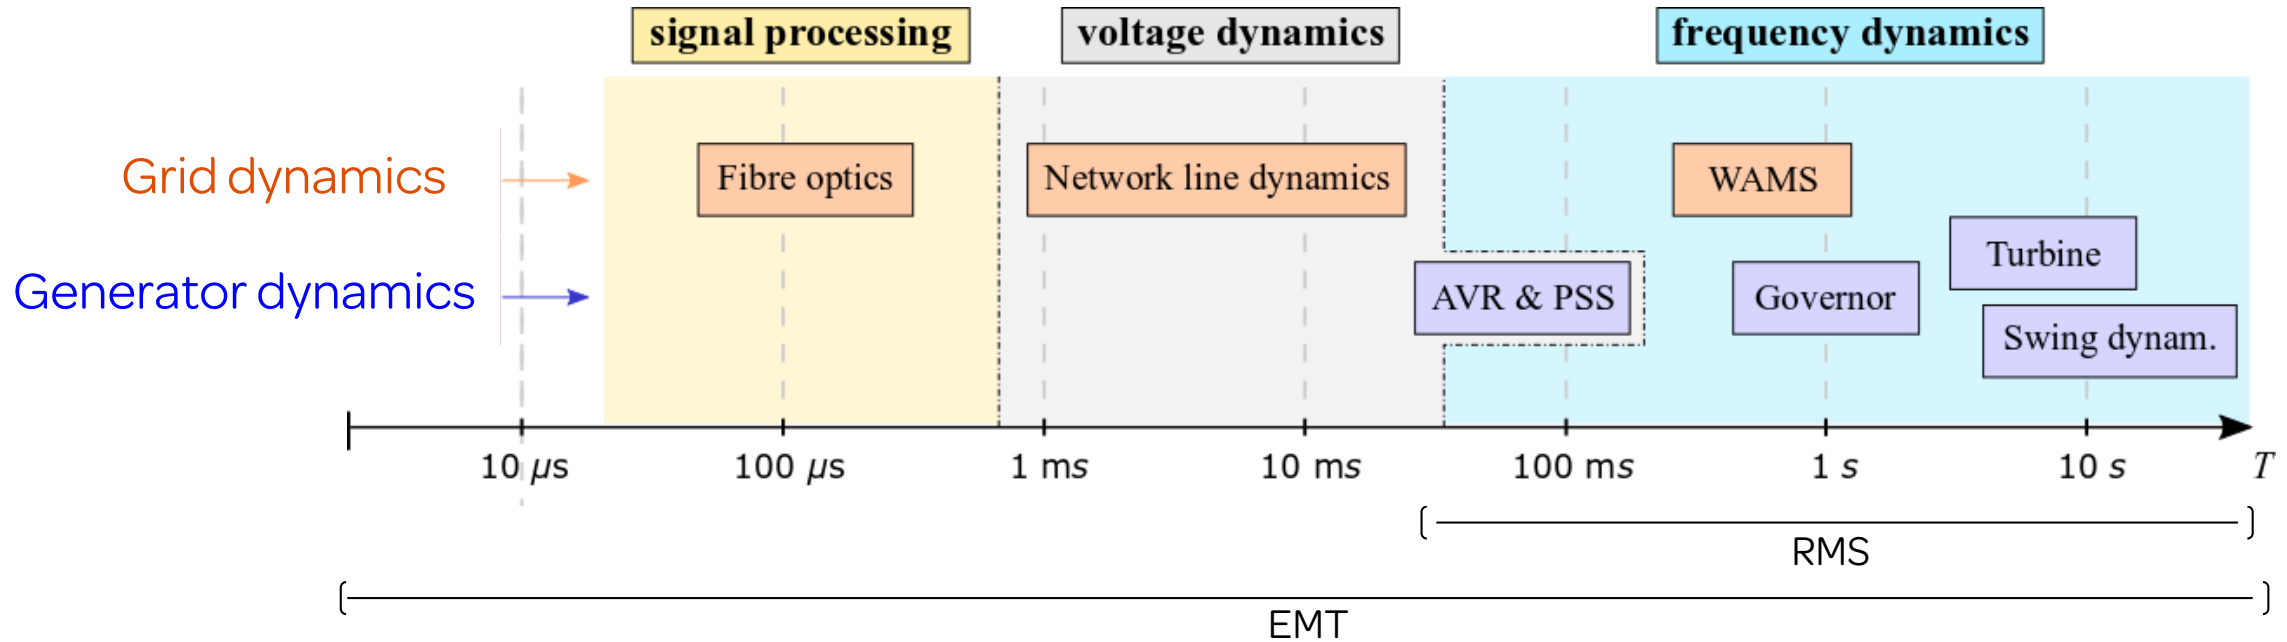 signal processing
voltage dynamics
frequency dynamics
Grid dynamics
Fibre optics
Network line dynamics
WAMS
Turbine
Generator dynamics
AVR & PSS
Governor
Swing dynam.
10 μs
100 μs
1 ms
10 ms
100 ms
1 s
10 s
T
RMS
EMT